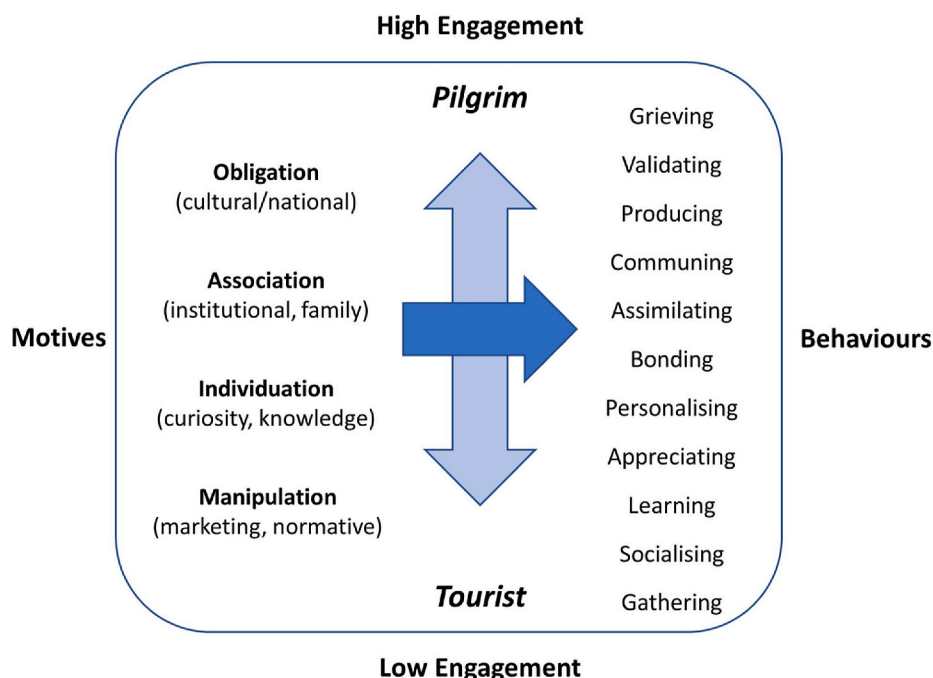 High Engagement
Pilgrim
Obligation
(cultural/national)
Association
(institutional, family)
Individuation
(curiosity, knowledge)
Manipulation
(marketing, normative)
Motives
Grieving
Validating
Producing
Communing
Assimilating
Bonding
Personalising
Appreciating
Learning
Socialising
Gathering
Behaviours
Tourist
Low Engagement